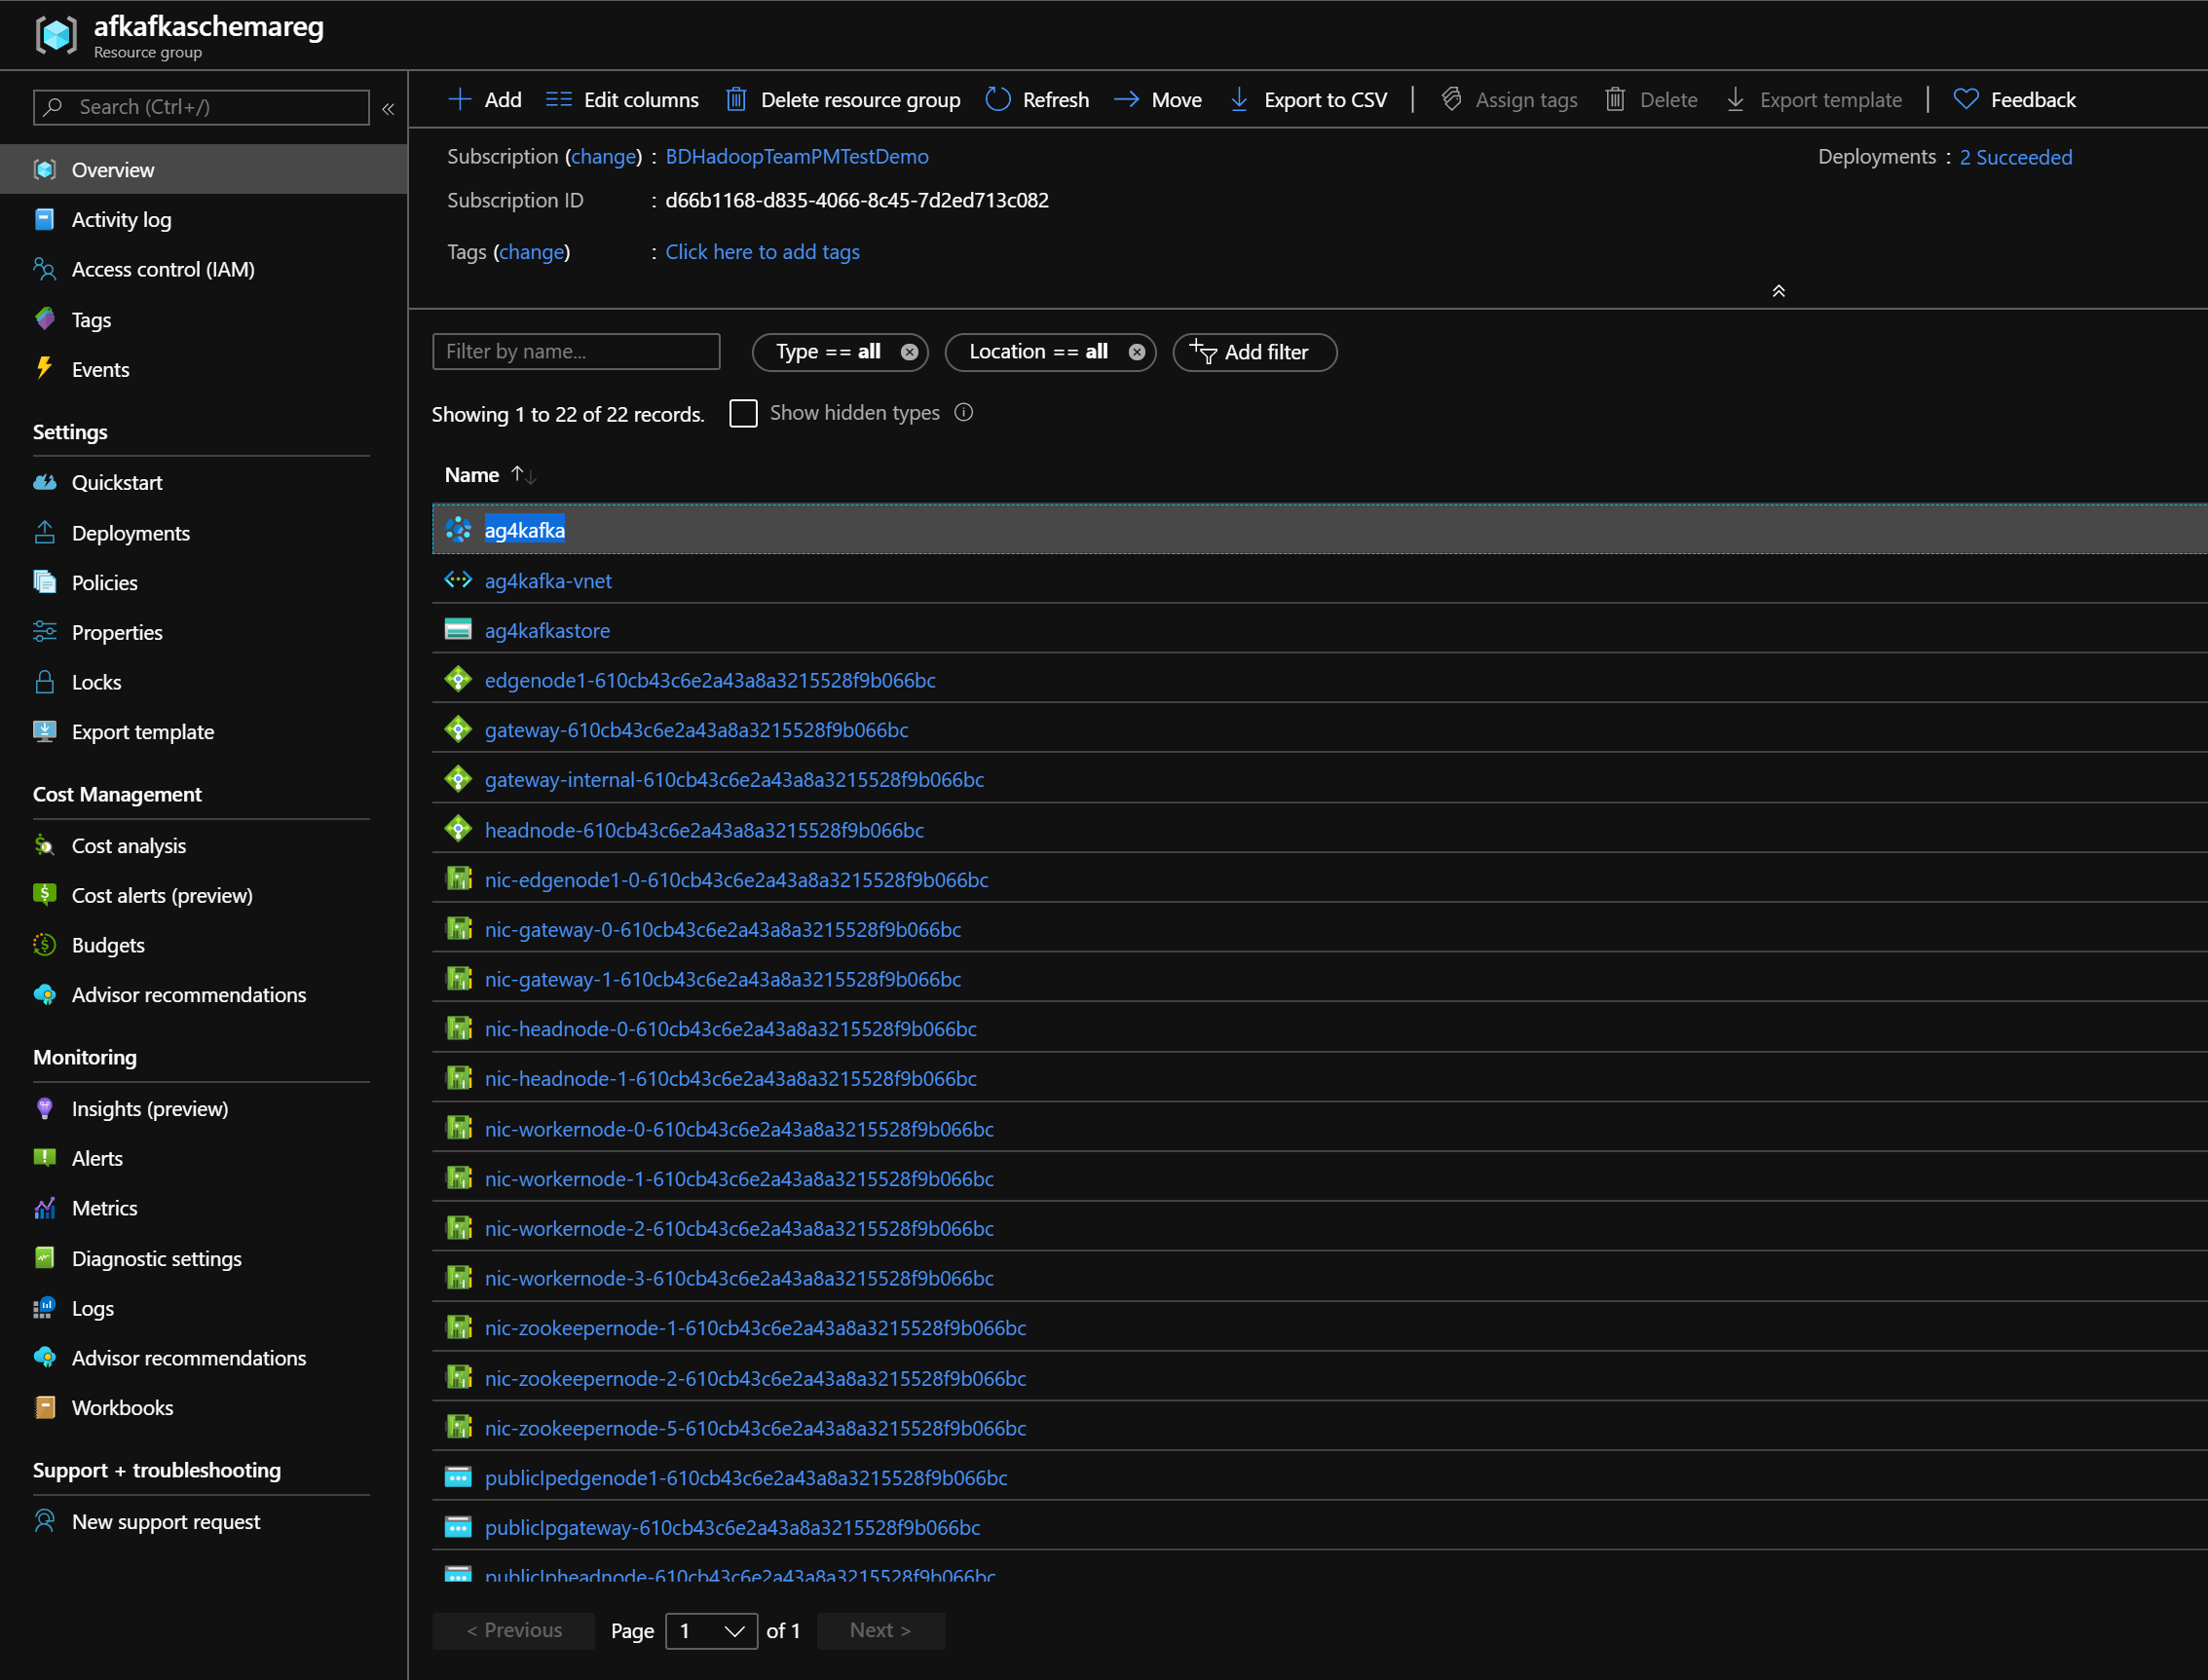 afkafkaschemareg
Resource group
Search (Ctrl+/)
«
Overview
Activity log
Access control (IAM)
Tags
Events
Settings
Quickstart
Deployments
Policies
Properties
Locks
Export template
Cost Management
Cost analysis
Cost alerts (preview)
Budgets
Advisor recommendations
Monitoring
Insights (preview)
Alerts
Metrics
Diagnostic settings
Logs
Advisor recommendations
Workbooks
Support + troubleshooting
New support request
Add Edit columns Delete resource group Refresh Move Export to CSV | Assign tags Delete Export template | Feedback
Subscription (change) : BDHadoopTeamPMTestDemo Deployments : 2 Succeeded
Subscription ID : d66b1168-d835-4066-8c45-7d2ed713c082
Tags (change) : Click here to add tags
Filter by name... Type == all Location == all Add filter
Showing 1 to 22 of 22 records. Show hidden types
Name ↑↓
ag4kafka
ag4kafka-vnet
ag4kafkastore
edgenode1-610cb43c6e2a43a8a3215528f9b066bc
gateway-610cb43c6e2a43a8a3215528f9b066bc
gateway-internal-610cb43c6e2a43a8a3215528f9b066bc
headnode-610cb43c6e2a43a8a3215528f9b066bc
nic-edgenode1-0-610cb43c6e2a43a8a3215528f9b066bc
nic-gateway-0-610cb43c6e2a43a8a3215528f9b066bc
nic-gateway-1-610cb43c6e2a43a8a3215528f9b066bc
nic-headnode-0-610cb43c6e2a43a8a3215528f9b066bc
nic-headnode-1-610cb43c6e2a43a8a3215528f9b066bc
nic-workernode-0-610cb43c6e2a43a8a3215528f9b066bc
nic-workernode-1-610cb43c6e2a43a8a3215528f9b066bc
nic-workernode-2-610cb43c6e2a43a8a3215528f9b066bc
nic-workernode-3-610cb43c6e2a43a8a3215528f9b066bc
nic-zookeepernode-1-610cb43c6e2a43a8a3215528f9b066bc
nic-zookeepernode-2-610cb43c6e2a43a8a3215528f9b066bc
nic-zookeepernode-5-610cb43c6e2a43a8a3215528f9b066bc
publicIpedgenode1-610cb43c6e2a43a8a3215528f9b066bc
publicIpgateway-610cb43c6e2a43a8a3215528f9b066bc
publicIpheadnode-610cb43c6e2a43a8a3215528f9b066bc
< Previous Page 1 of 1 Next >